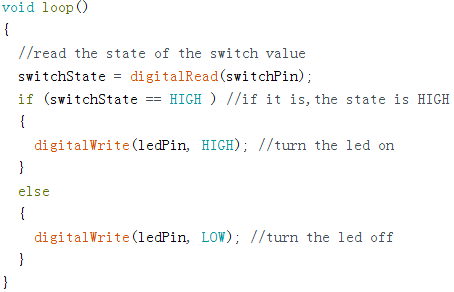 void loop()
{
  //read the state of the switch value
  switchState = digitalRead(switchPin);
  if (switchState == HIGH ) //if it is,the state is HIGH
  {
    digitalWrite(ledPin, HIGH); //turn the led on
  }
  else
  {
    digitalWrite(ledPin, LOW); //turn the led off
  }
}